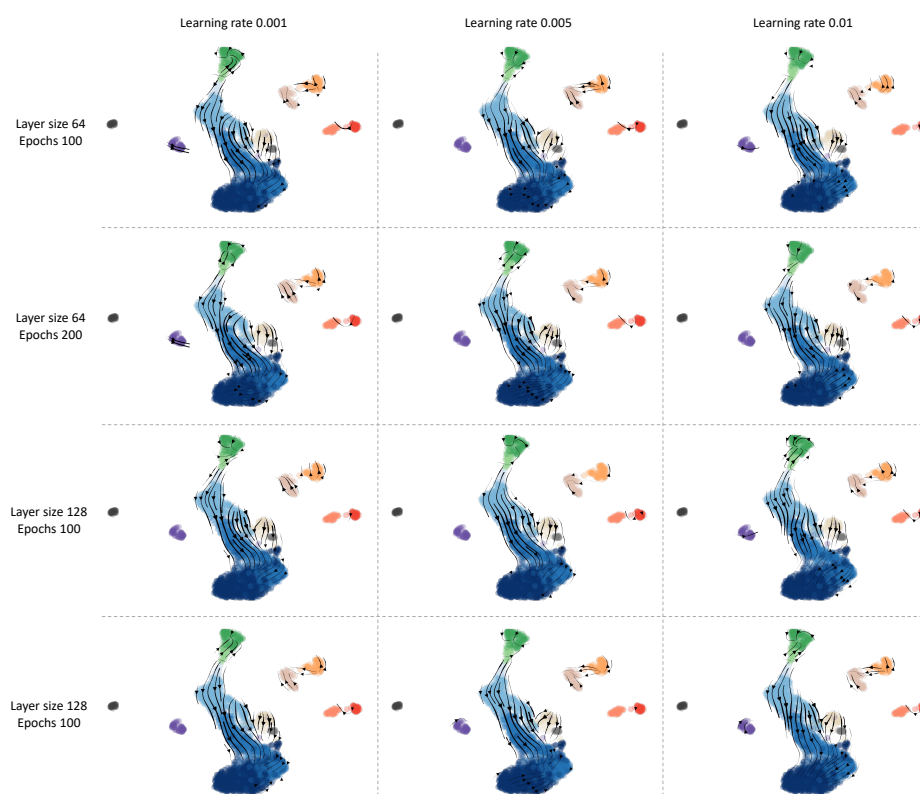 Learning rate 0.001
Learning rate 0.005
Learning rate 0.01
Layer size 64
Epochs 100
Layer size 64
Epochs 200
Layer size 128
Epochs 100
Layer size 128
Epochs 100